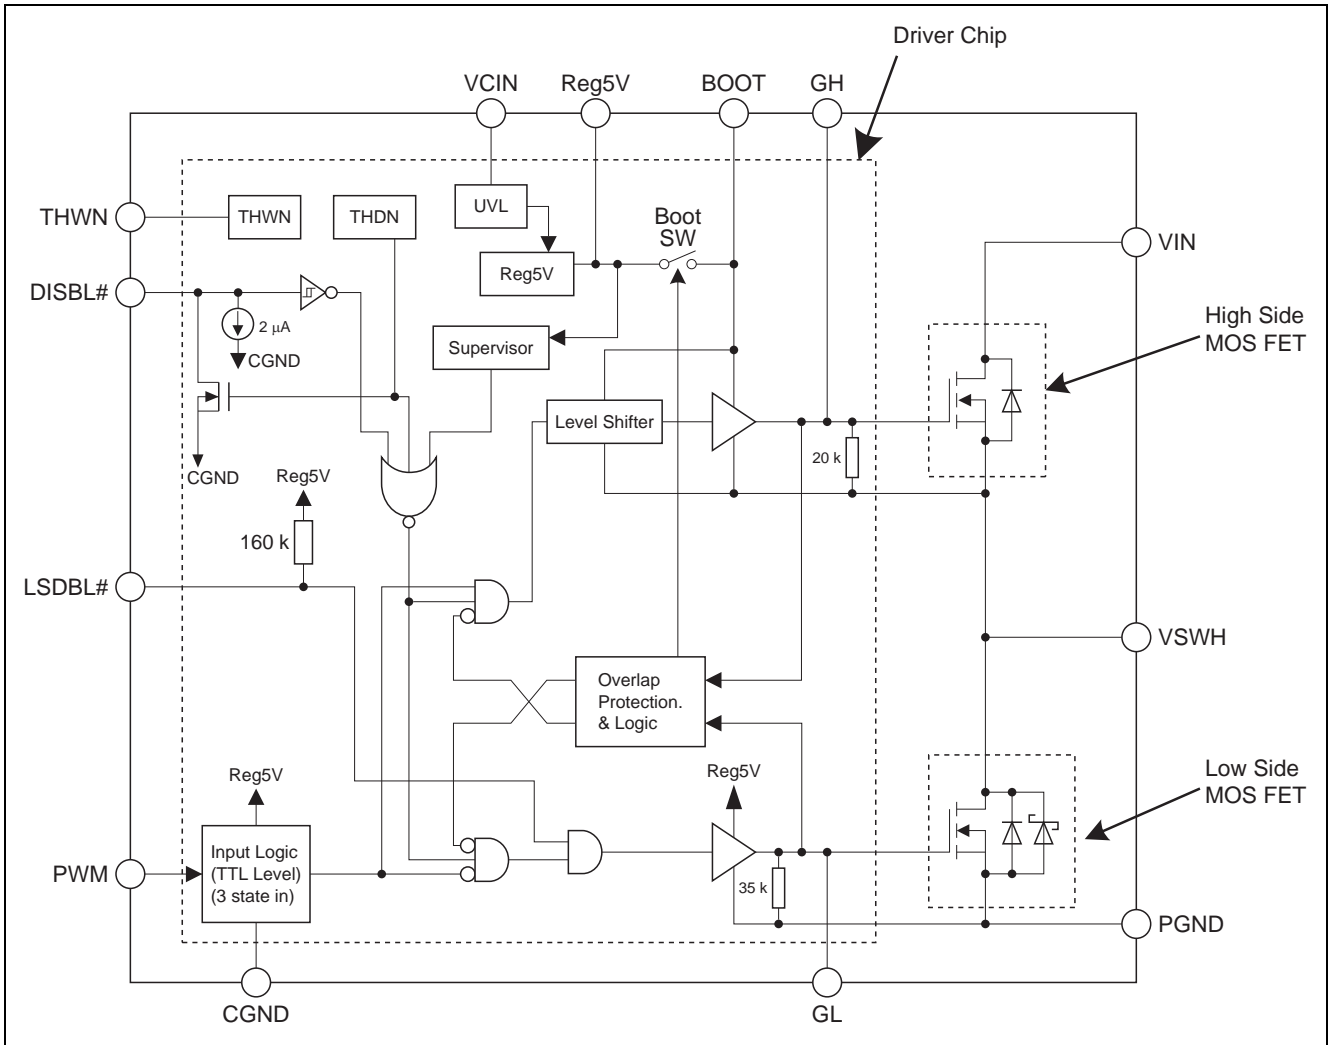 Driver Chip
VCIN
Reg5V
BOOT
GH
THWN
THWN
THDN
UVL
Boot
SW
VIN
DISBL#
Reg5V
2 μA
CGND
Supervisor
High Side
MOS FET
Level Shifter
20 k
CGND
Reg5V
160 k
LSDBL#
VSWH
Overlap
Protection.
& Logic
Reg5V
Reg5V
Low Side
MOS FET
PWM
Input Logic
(TTL Level)
(3 state in)
35 k
PGND
CGND
GL